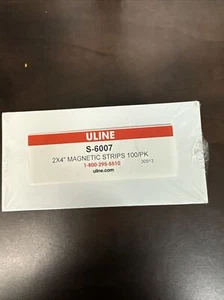 ULINE
S-6007
2X4" MAGNETIC STRIPS 100/PK
1-800-295-5510
uline.com